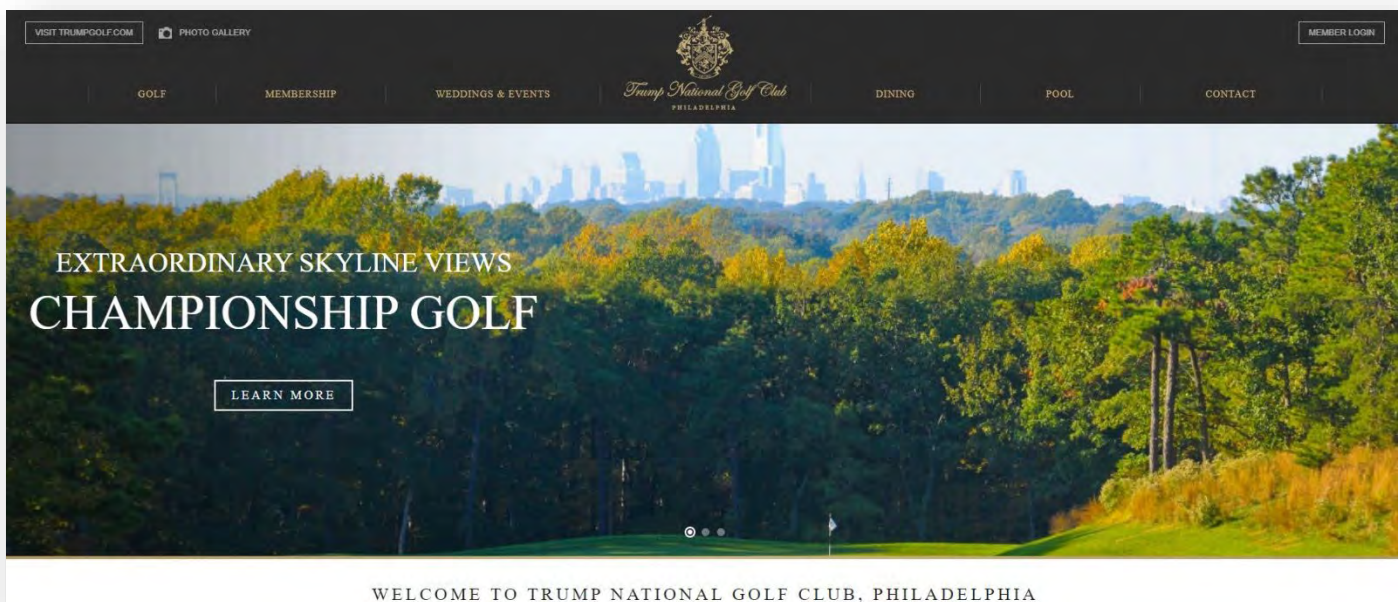 VISIT TRUMPGOLF.COM PHOTO GALLERY MEMBER LOGIN
GOLF MEMBERSHIP WEDDINGS & EVENTS Trump National Golf Club DINING POOL CONTACT
PHILADELPHIA
EXTRAORDINARY SKYLINE VIEWS
CHAMPIONSHIP GOLF
LEARN MORE
WELCOME TO TRUMP NATIONAL GOLF CLUB, PHILADELPHIA